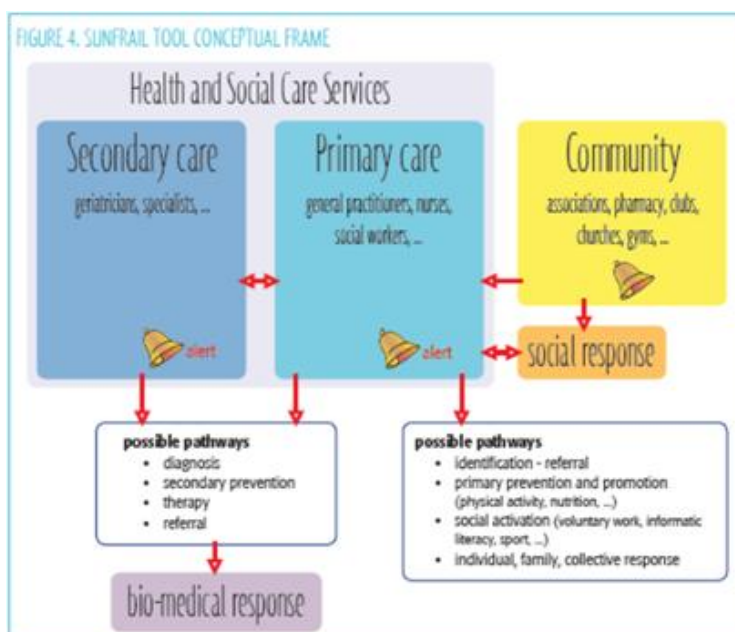 FIGURE 4. SUNFRAIL TOOL CONCEPTUAL FRAME
Health and Social Care Services
Secondary care
geriatricians, specialists, ...
Primary care
general practitioners, nurses,
social workers, ...
Community
associations, pharmacy, clubs,
churches, gyms, ...
alert
alert
social response
possible pathways
• diagnosis
• secondary prevention
• therapy
• referral
possible pathways
• identification - referral
• primary prevention and promotion
(physical activity, nutrition, ...)
• social activation (voluntary work, informatic
literacy, sport, ...)
• individual, family, collective response
bio-medical response